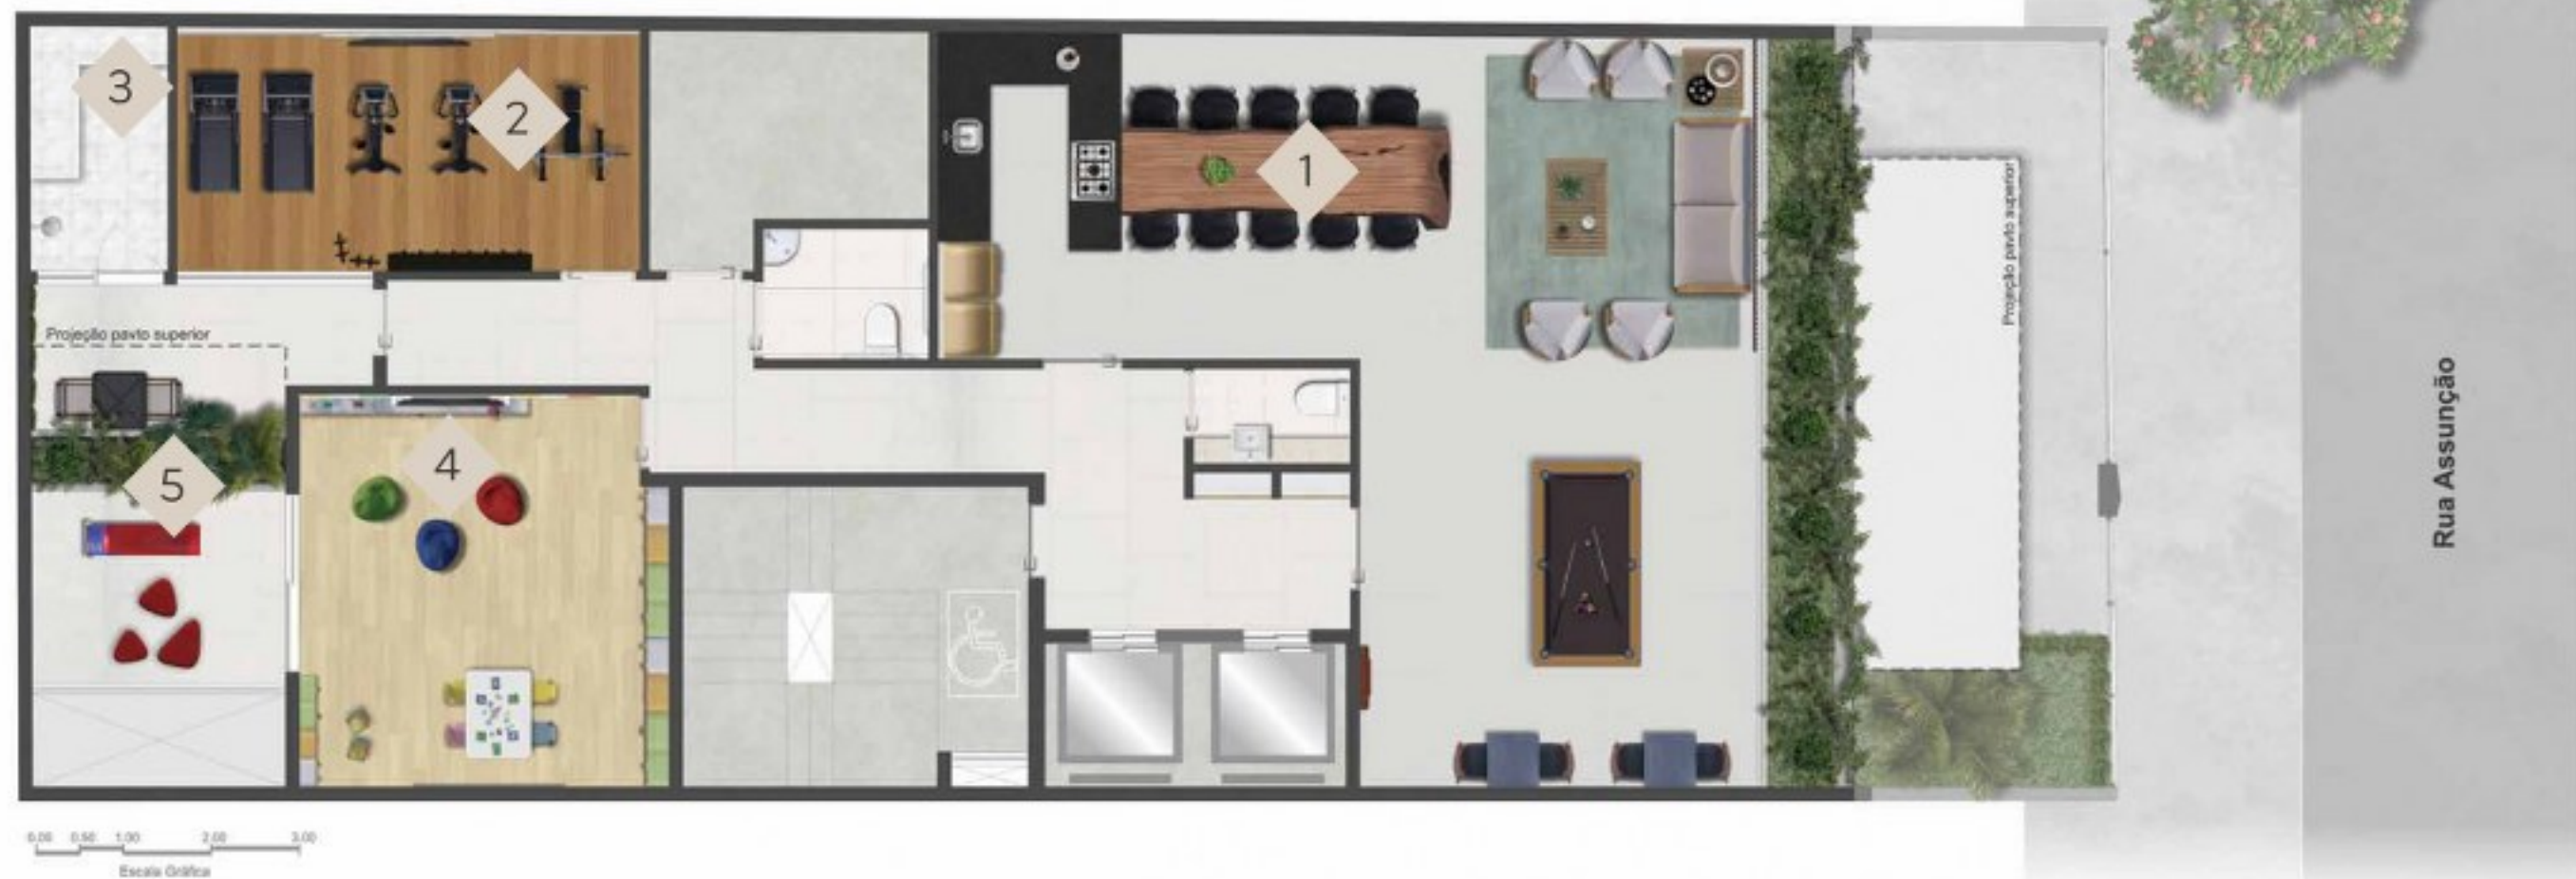 3
2
1
Projeção pavto superior
Projeção pavto superior
4
5
Rua Assunção
0.00 0.50 1.00 2.00 3.00
Escala Gráfica